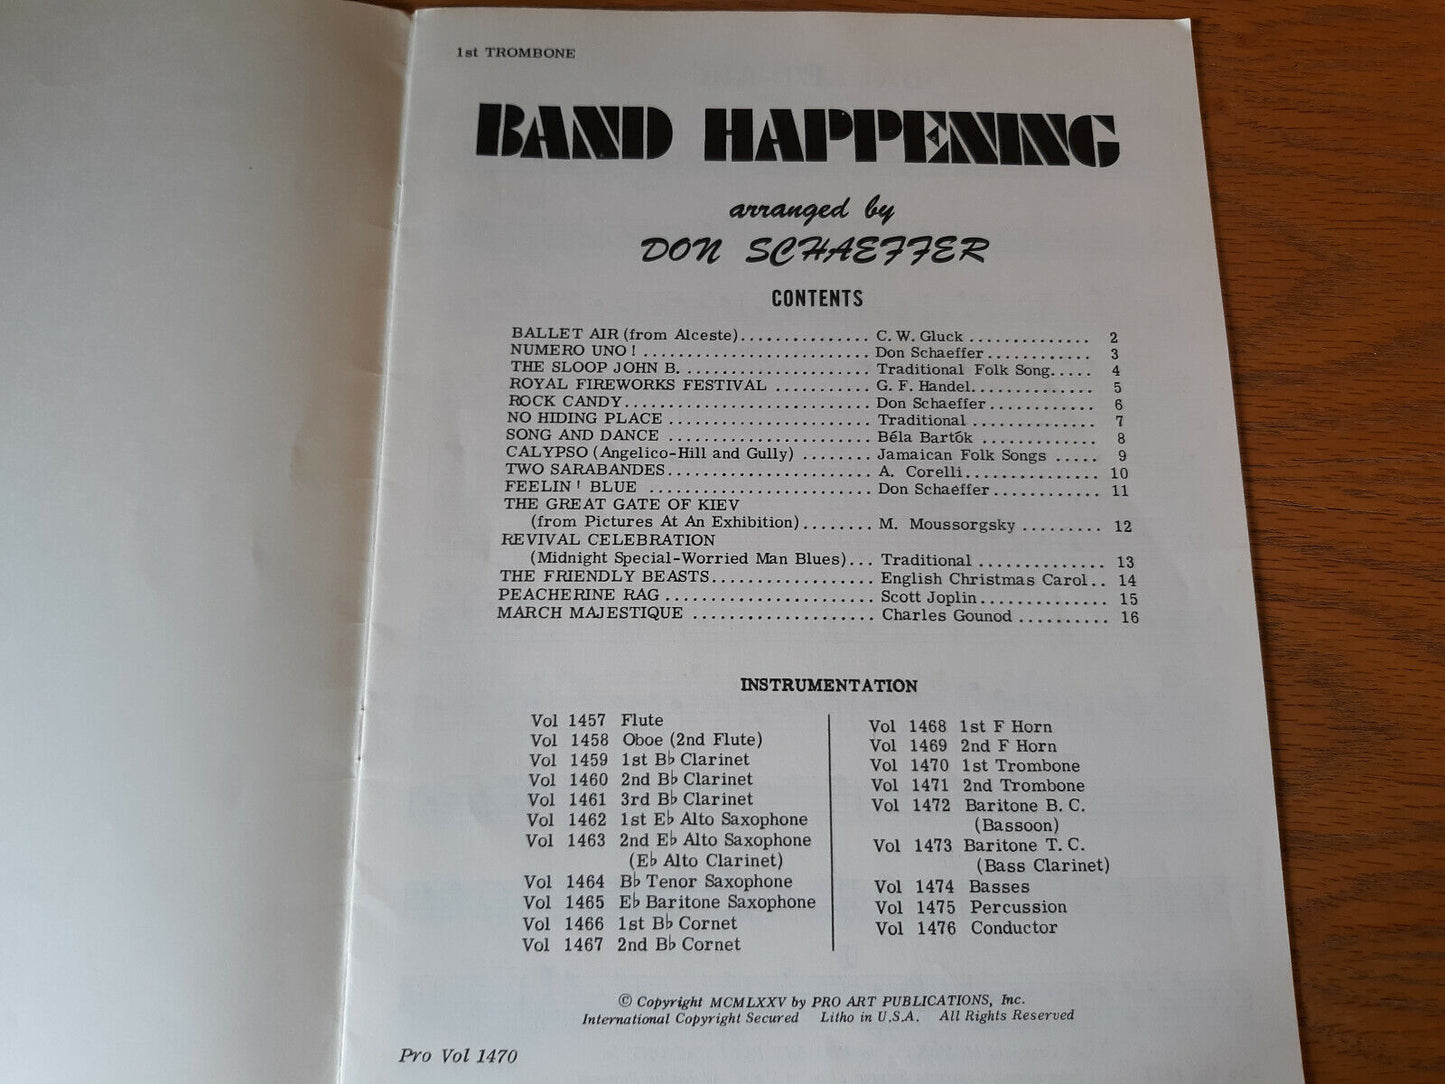 1st TROMBONE
BAND HAPPENING
arranged by
DON SCHAEFFER
CONTENTS
BALLET AIR (from Alceste)............... C. W. Gluck .............. 2
NUMERO UNO! .......................... Don Schaeffer ............ 3
THE SLOOP JOHN B. ...................... Traditional Folk Song..... 4
ROYAL FIREWORKS FESTIVAL ........... G. F. Handel.............. 5
ROCK CANDY............................ Don Schaeffer ............ 6
NO HIDING PLACE ....................... Traditional .............. 7
SONG AND DANCE ....................... Béla Bartók ............. 8
CALYPSO (Angelico-Hill and Gully) ........ Jamaican Folk Songs ..... 9
TWO SARABANDES....................... A. Corelli............... 10
FEELIN' BLUE ......................... Don Schaeffer............ 11
THE GREAT GATE OF KIEV
(from Pictures At An Exhibition)........ M. Moussorgsky ......... 12
REVIVAL CELEBRATION
(Midnight Special-Worried Man Blues)... Traditional .............. 13
THE FRIENDLY BEASTS.................. English Christmas Carol.. 14
PEACHERINE RAG ........................ Scott Joplin............... 15
MARCH MAJESTIQUE ..................... Charles Gounod .......... 16
INSTRUMENTATION
Vol 1457 Flute
Vol 1458 Oboe (2nd Flute)
Vol 1459 1st B♭ Clarinet
Vol 1460 2nd B♭ Clarinet
Vol 1461 3rd B♭ Clarinet
Vol 1462 1st E♭ Alto Saxophone
Vol 1463 2nd E♭ Alto Saxophone
(E♭ Alto Clarinet)
Vol 1464 B♭ Tenor Saxophone
Vol 1465 E♭ Baritone Saxophone
Vol 1466 1st B♭ Cornet
Vol 1467 2nd B♭ Cornet
Vol 1468 1st F Horn
Vol 1469 2nd F Horn
Vol 1470 1st Trombone
Vol 1471 2nd Trombone
Vol 1472 Baritone B. C.
(Bassoon)
Vol 1473 Baritone T. C.
(Bass Clarinet)
Vol 1474 Basses
Vol 1475 Percussion
Vol 1476 Conductor
© Copyright MCMLXXV by PRO ART PUBLICATIONS, Inc.
International Copyright Secured Litho in U.S.A. All Rights Reserved
Pro Vol 1470